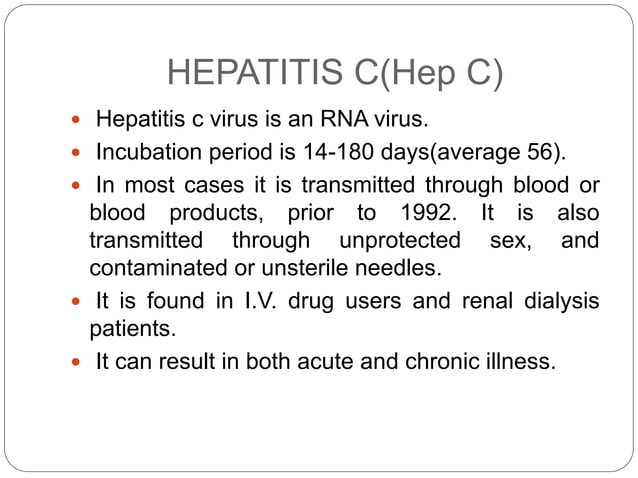 HEPATITIS C(Hep C)
• Hepatitis c virus is an RNA virus.
• Incubation period is 14-180 days(average 56).
• In most cases it is transmitted through blood or
blood products, prior to 1992. It is also
transmitted through unprotected sex, and
contaminated or unsterile needles.
• It is found in I.V. drug users and renal dialysis
patients.
• It can result in both acute and chronic illness.